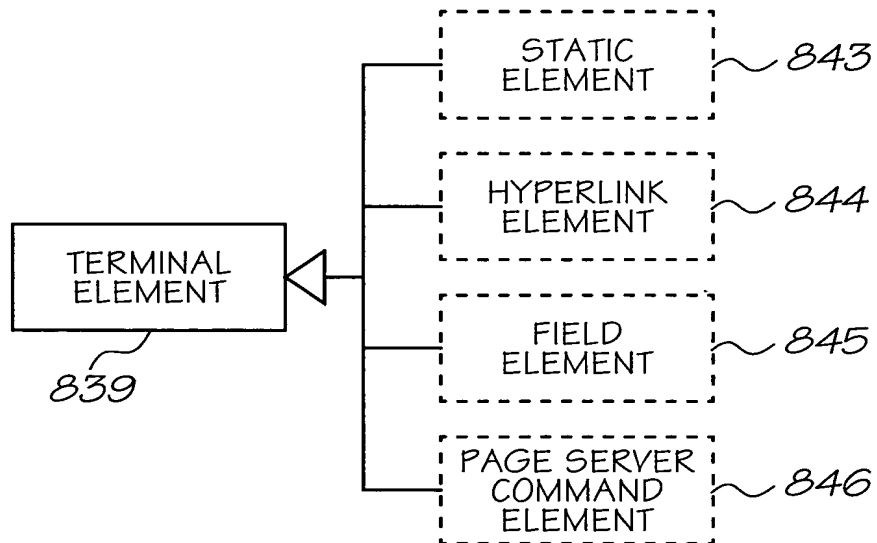 STATIC
ELEMENT
843
HYPERLINK
ELEMENT
844
TERMINAL
ELEMENT
839
FIELD
ELEMENT
845
PAGE SERVER
COMMAND
ELEMENT
846